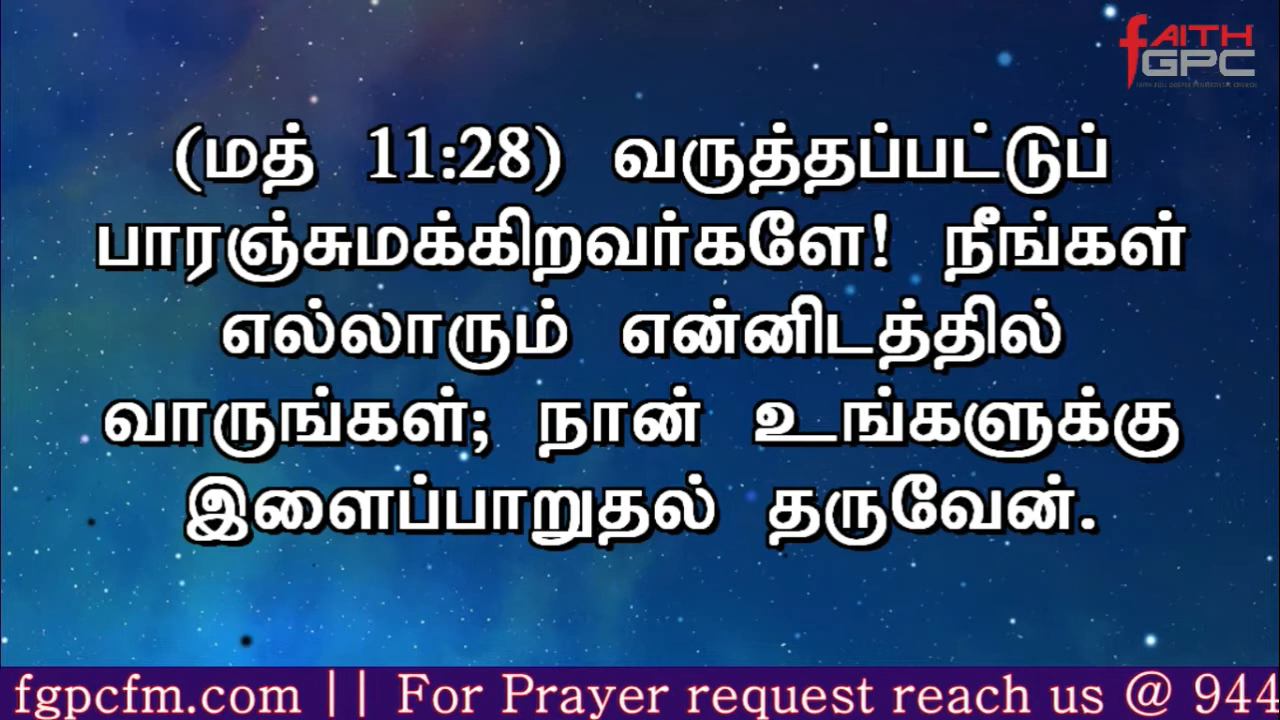 fAITH
GPC
(மத் 11:28) வருத்தப்பட்டுப்
பாரஞ்சுமக்கிறவர்களே! நீங்கள்
எல்லாரும் என்னிடத்தில்
வாருங்கள்; நான் உங்களுக்கு
இளைப்பாறுதல் தருவேன்.
fgpcfm.com || For Prayer request reach us @ 944